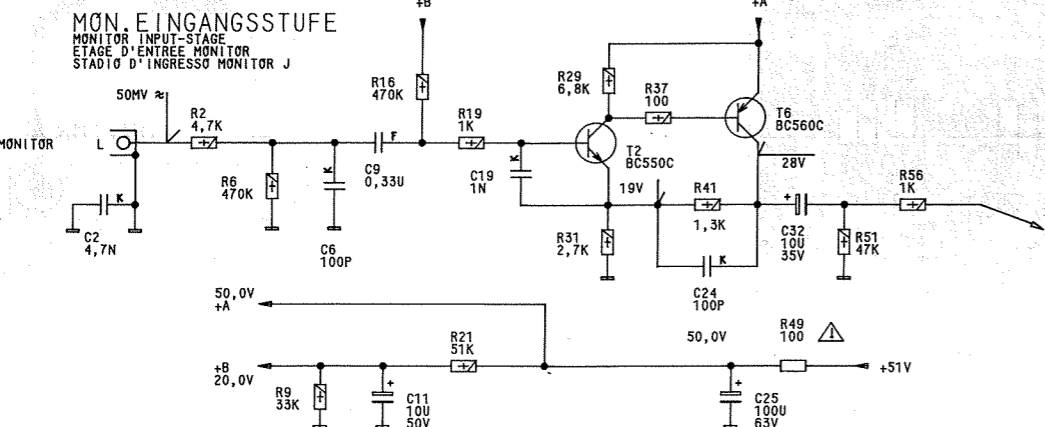 +B
+A
MON.EINGANGSSTUFE
MONITOR INPUT-STAGE
ETAGE D'ENTREE MONITOR
STADIO D'INGRESSO MONITOR J
50MV ≈
R2
4,7K
R16
470K
R19
1K
R29
6,8K
R37
100
T6
BC560C
MONITOR
L
F
C9
0,33U
T2
BC550C
28V
K
C2
4,7N
R6
470K
K
C6
100P
K
C19
1N
19V
R41
1,3K
R56
1K
R31
2,7K
+
C32
10U
35V
R51
47K
K
C24
100P
50,0V
+A
R21
51K
50,0V
R49
100
+B
20,0V
+51V
R9
33K
+
C11
10U
50V
+
C25
100U
63V